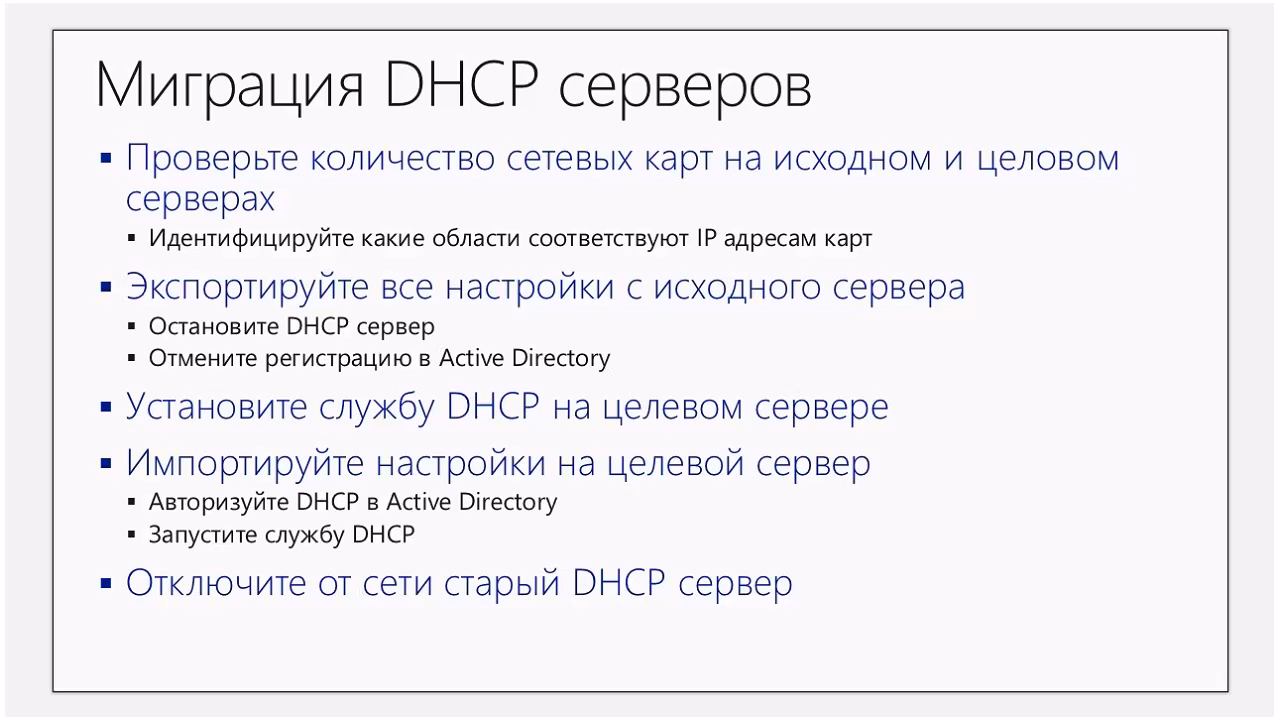 Миграция DHCP серверов
Проверьте количество сетевых карт на исходном и целовом
серверах
Идентифицируйте какие области соответствуют IP адресам карт
Экспортируйте все настройки с исходного сервера
Остановите DHCP сервер
Отмените регистрацию в Active Directory
Установите службу DHCP на целевом сервере
Импортируйте настройки на целевой сервер
Авторизуйте DHCP в Active Directory
Запустите службу DHCP
Отключите от сети старый DHCP сервер